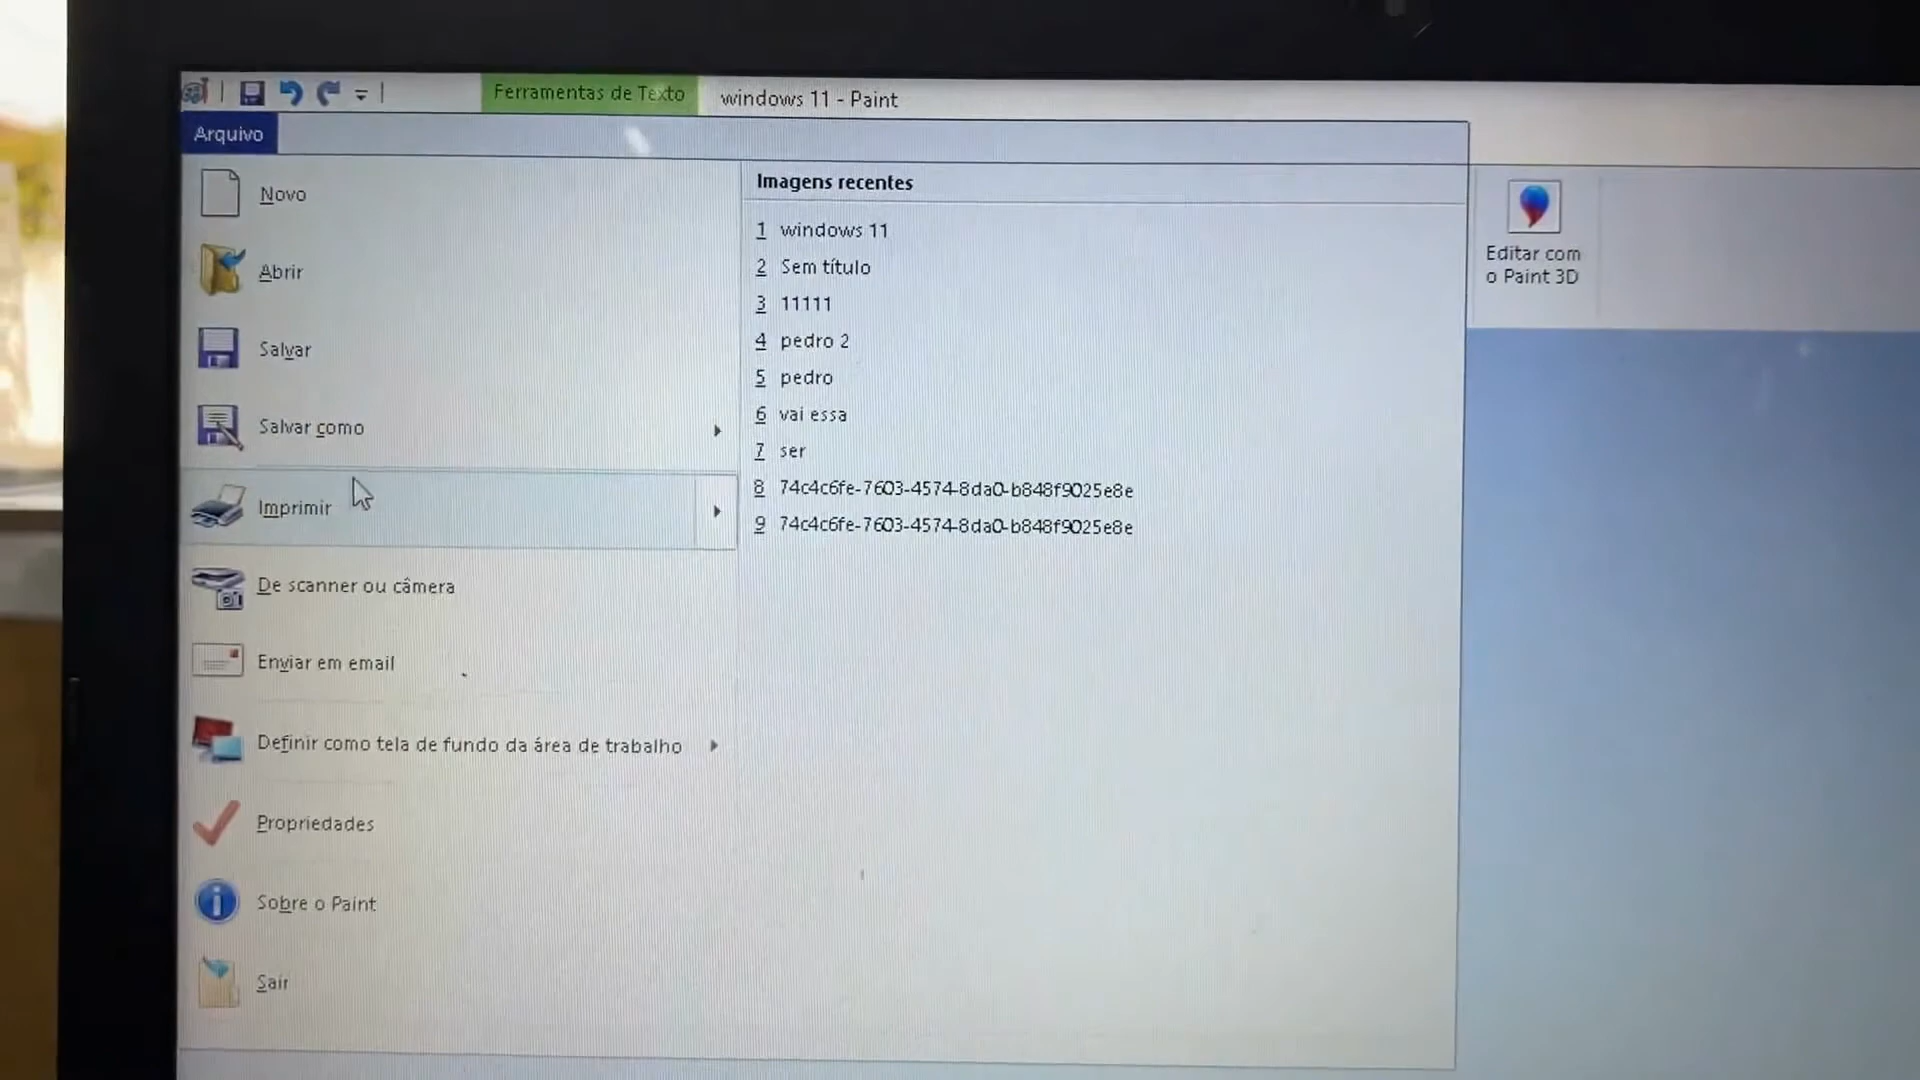 Ferramentas de Texto
windows 11 - Paint
Arquivo
Novo
Abrir
Salvar
Salvar como
Imprimir
De scanner ou câmera
Enviar em email
Definir como tela de fundo da área de trabalho
Propriedades
Sobre o Paint
Sair
Imagens recentes
1 windows 11
2 Sem título
3 11111
4 pedro 2
5 pedro
6 vai essa
7 ser
8 74c4c6fe-7603-4574-8da0-b848f9025e8e
9 74c4c6fe-7603-4574-8da0-b848f9025e8e
Editar com
o Paint 3D